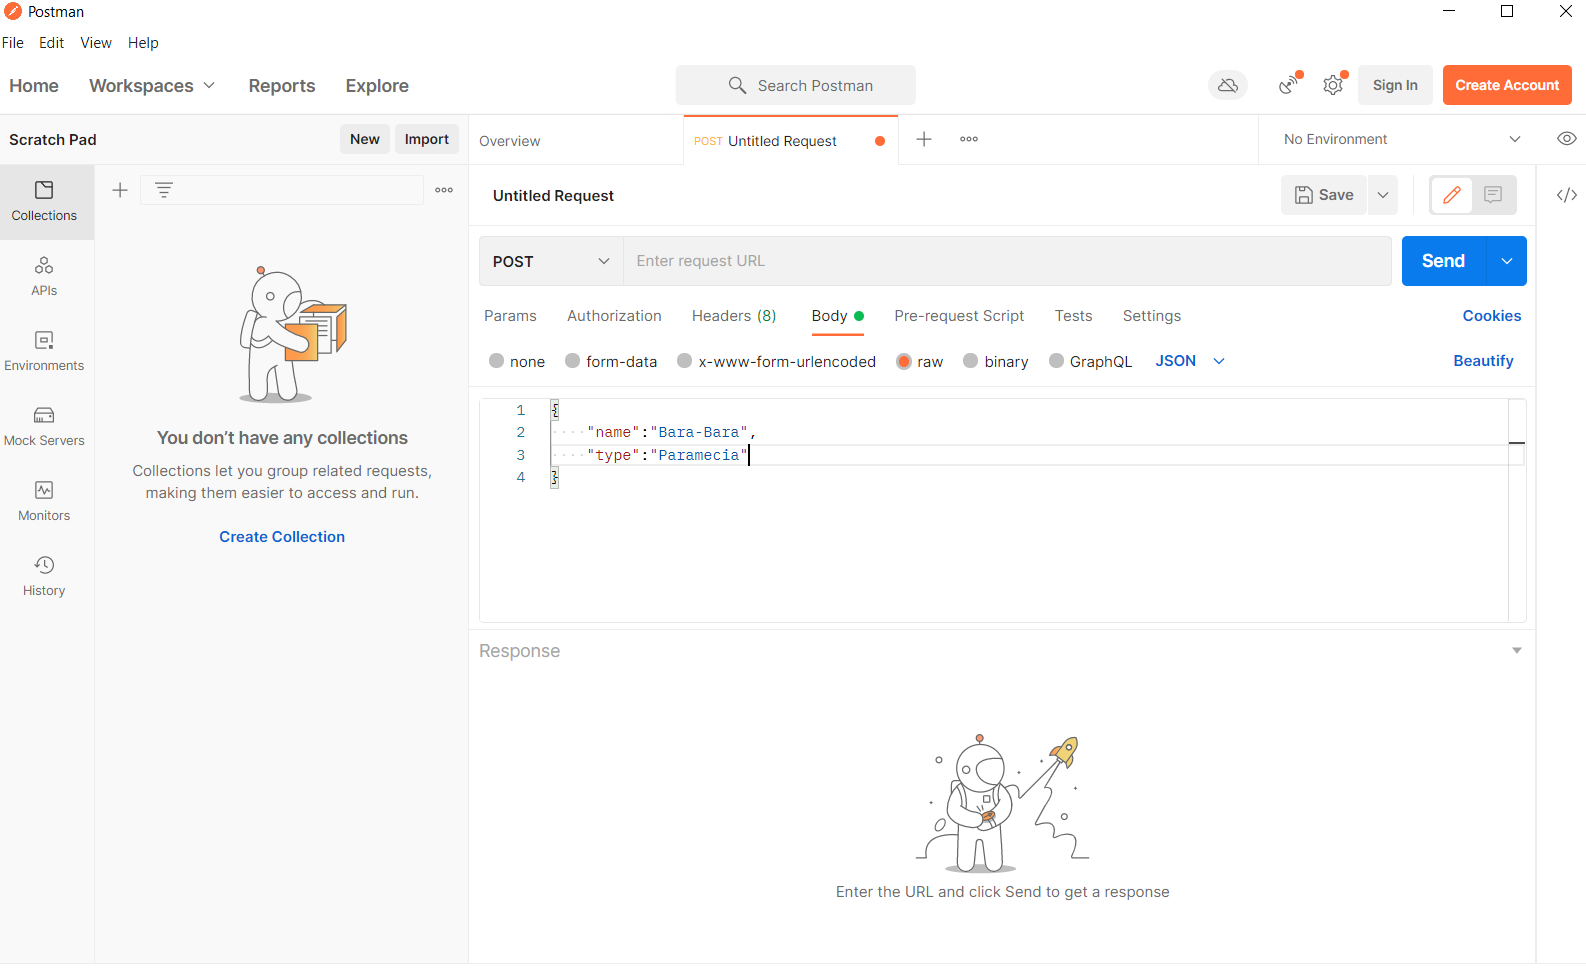 Postman
File Edit View Help
Home Workspaces Reports Explore Search Postman Sign In Create Account
Scratch Pad New Import Overview POST Untitled Request No Environment
Collections
APIs
Environments
Mock Servers
Monitors
History
You don't have any collections
Collections let you group related requests,
making them easier to access and run.
Create Collection
Untitled Request Save
POST Enter request URL Send
Params Authorization Headers (8) Body Pre-request Script Tests Settings Cookies
none form-data x-www-form-urlencoded raw binary GraphQL JSON Beautify
1 {
2 "name":"Bara-Bara",
3 "type":"Paramecia"
4 }
Response
Enter the URL and click Send to get a response